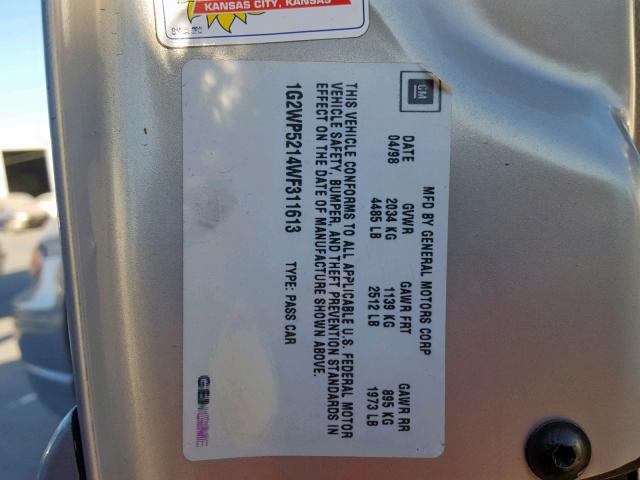 KANSAS CITY, KANSAS
GM
MFD BY GENERAL MOTORS CORP
DATE GVWR GAWR FRT GAWR RR
04/98 2034 KG 1139 KG 895 KG
4485 LB 2512 LB 1973 LB
THIS VEHICLE CONFORMS TO ALL APPLICABLE U.S. FEDERAL MOTOR
VEHICLE SAFETY, BUMPER, AND THEFT PREVENTION STANDARDS IN
EFFECT ON THE DATE OF MANUFACTURE SHOWN ABOVE.
1G2WP5214WF311613 TYPE: PASS CAR